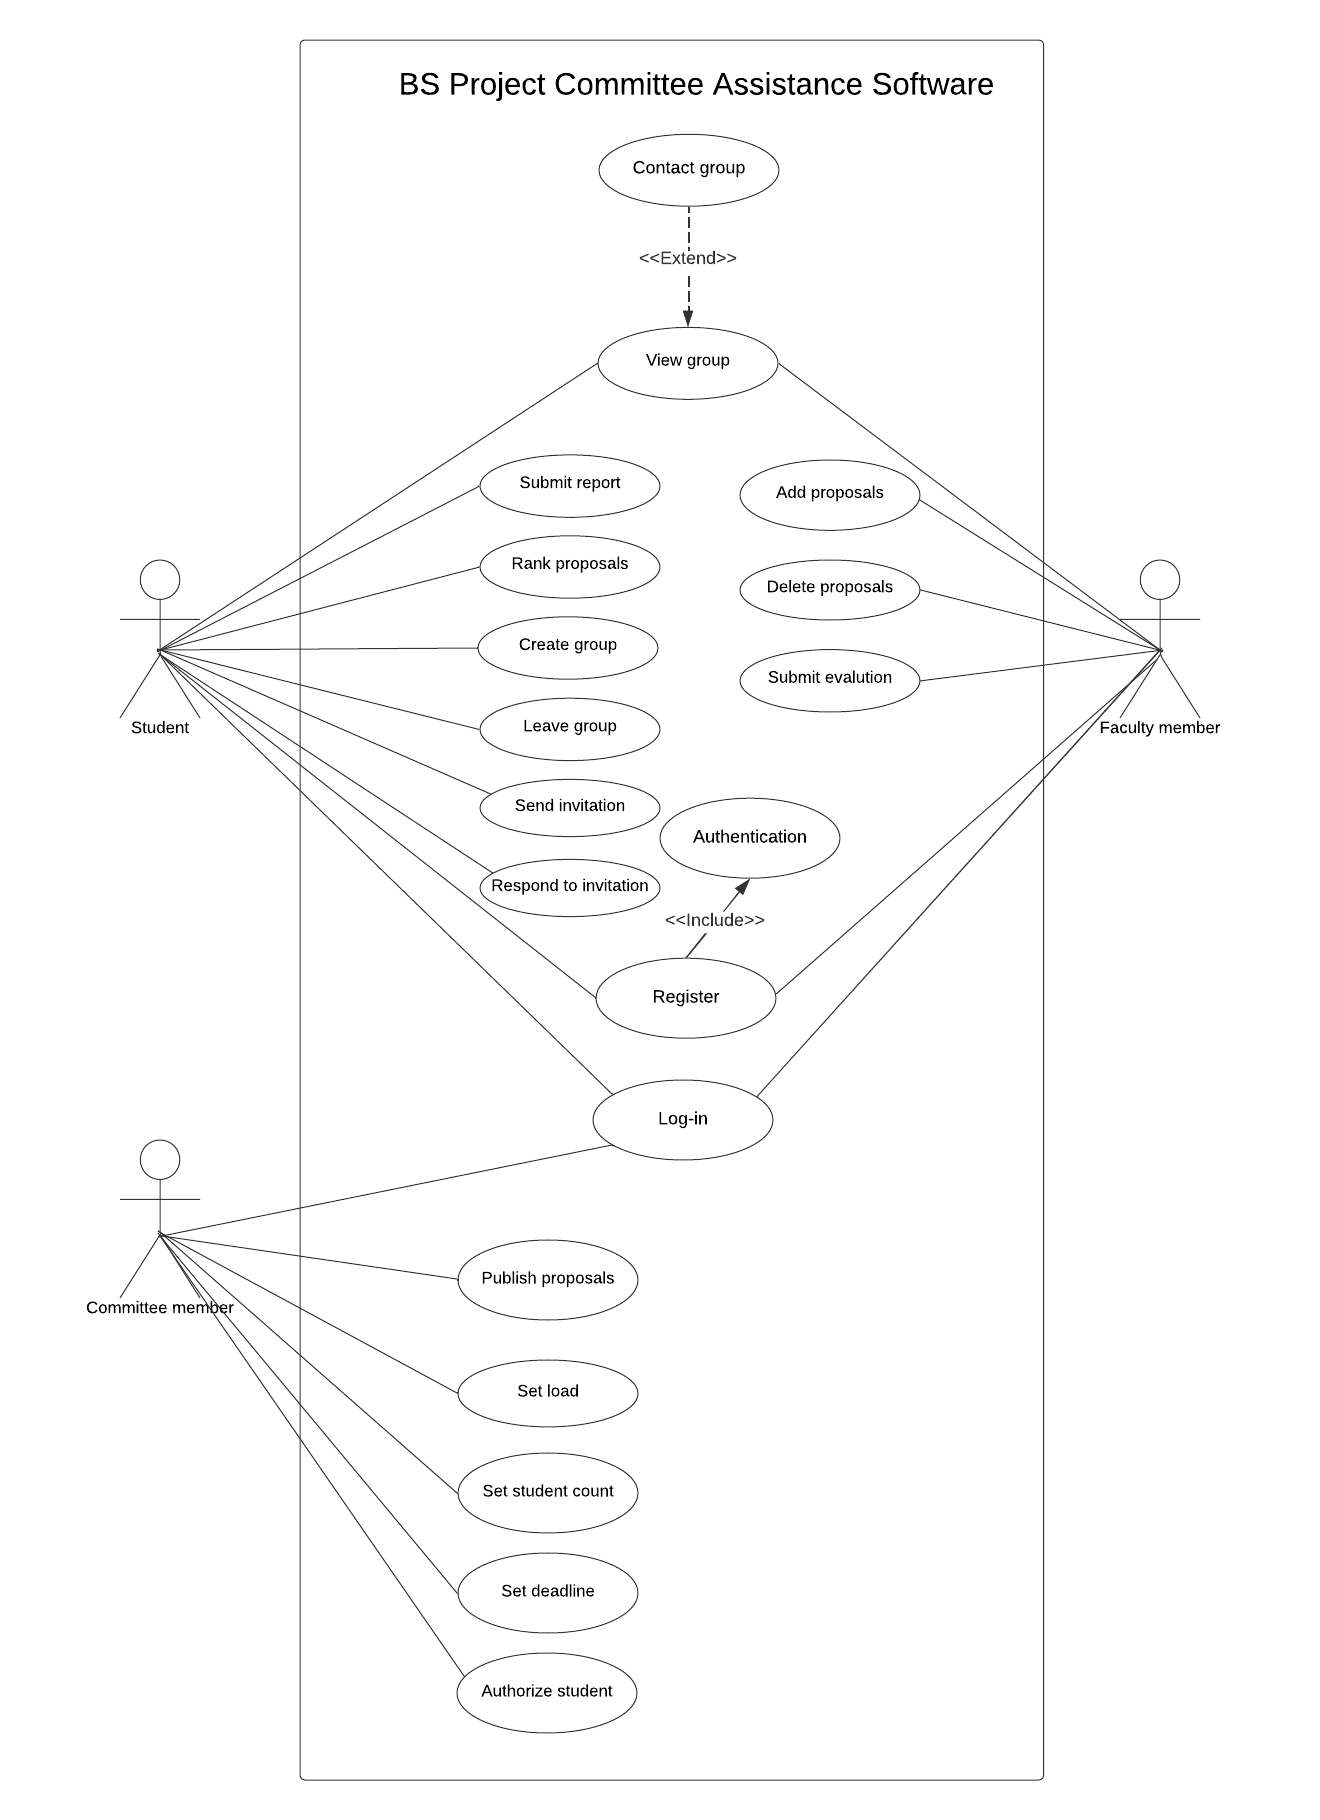 BS Project Committee Assistance Software
Contact group
<<Extend>>
View group
Submit report
Add proposals
Rank proposals
Delete proposals
Create group
Submit evalution
Leave group
Student
Faculty member
Send invitation
Authentication
Respond to invitation
<<Include>>
Register
Log-in
Publish proposals
Committee member
Set load
Set student count
Set deadline
Authorize student